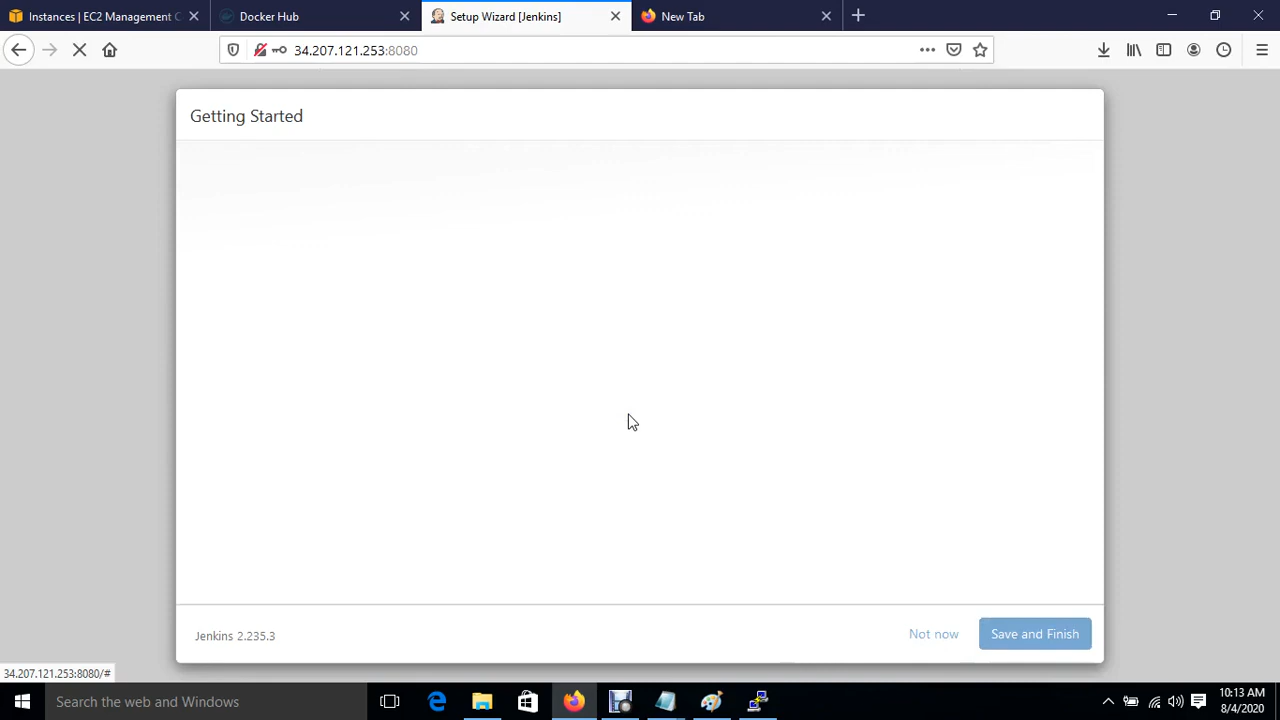 Instances | EC2 Management C
Docker Hub
Setup Wizard [Jenkins]
New Tab
34.207.121.253:8080
Getting Started
Jenkins 2.235.3
Not now
Save and Finish
34.207.121.253:8080/#
Search the web and Windows
10:13 AM
8/4/2020